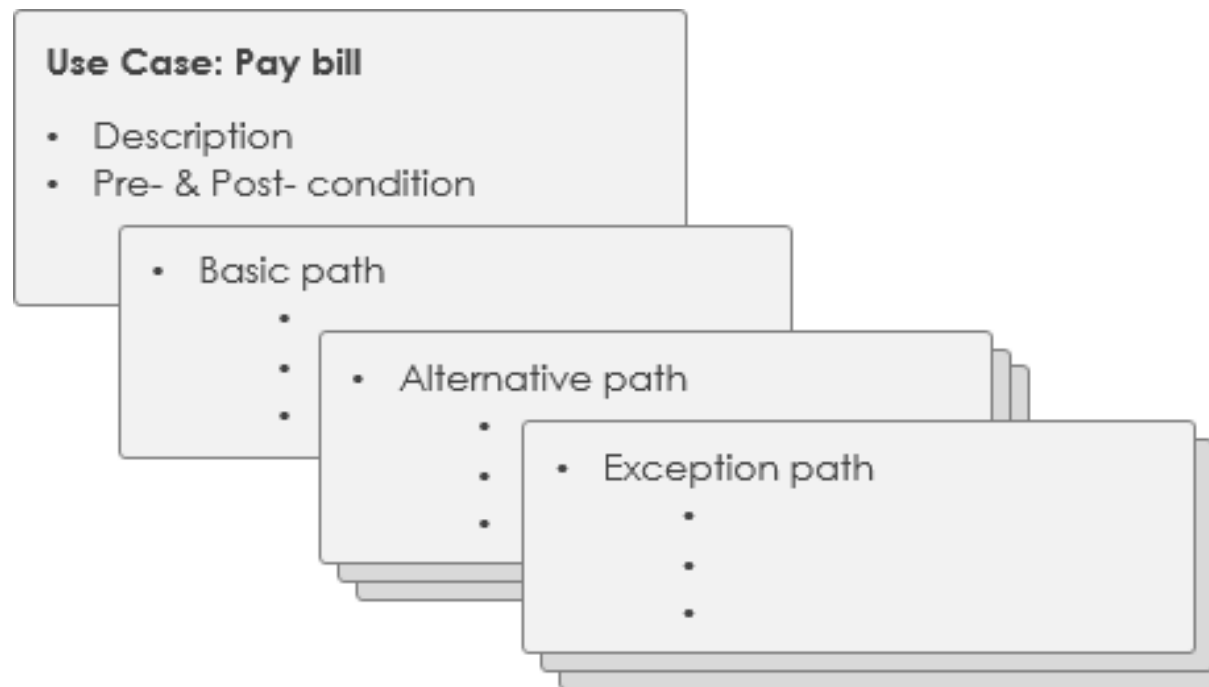 Use Case: Pay bill
• Description
• Pre- & Post- condition
• Basic path
•
•
•
• Alternative path
•
•
•
• Exception path
•
•
•